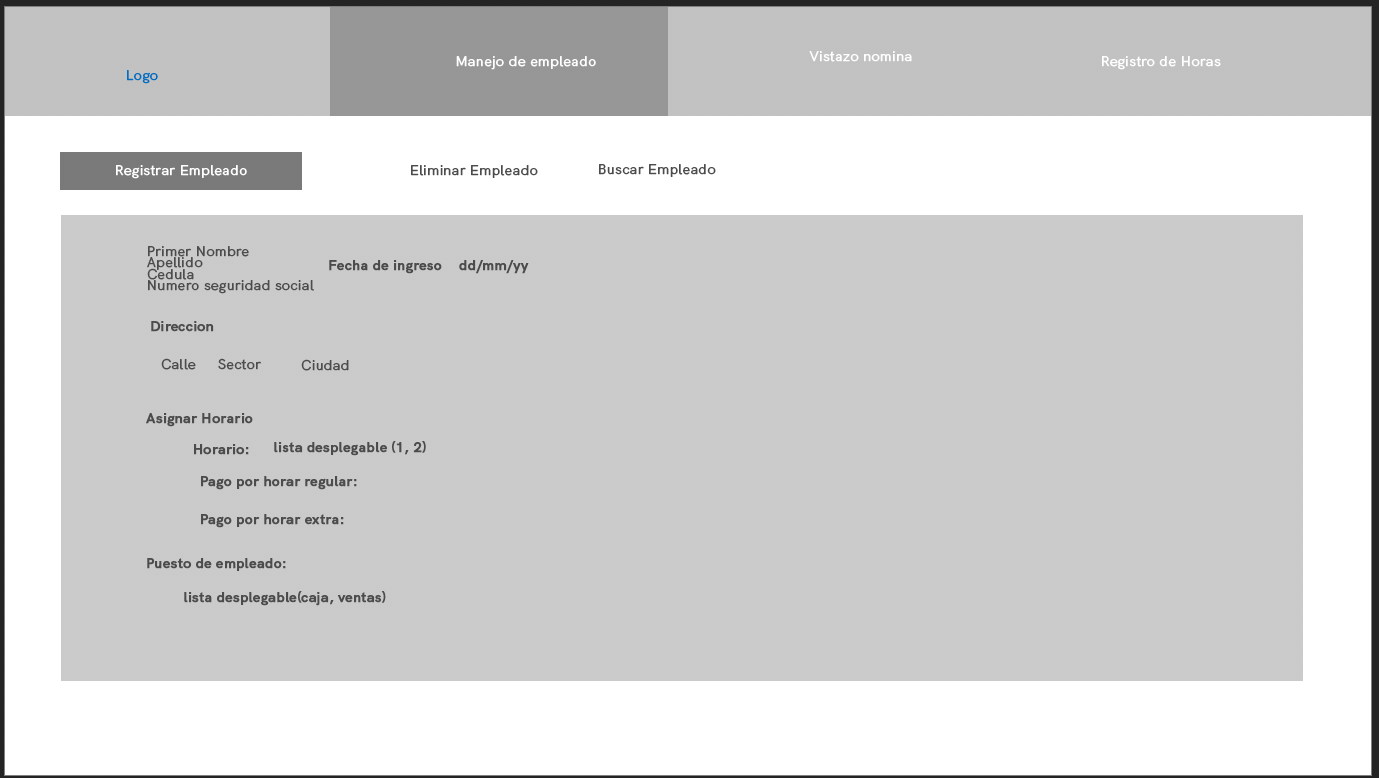 Logo
Manejo de empleado
Vistazo nomina
Registro de Horas
Registrar Empleado
Eliminar Empleado
Buscar Empleado
Primer Nombre
Apellido
Cedula
Numero seguridad social
Fecha de ingreso dd/mm/yy
Direccion
Calle Sector Ciudad
Asignar Horario
Horario: lista desplegable (1, 2)
Pago por horar regular:
Pago por horar extra:
Puesto de empleado:
lista desplegable(caja, ventas)